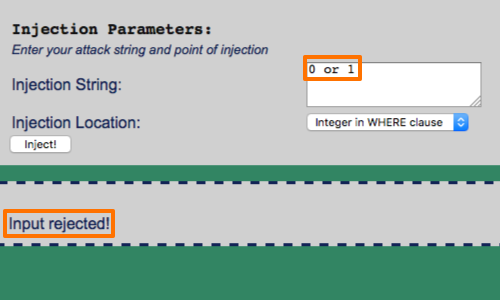 Injection Parameters:
Enter your attack string and point of injection
Injection String:
0 or 1
Injection Location:
Integer in WHERE clause
Inject!
Input rejected!